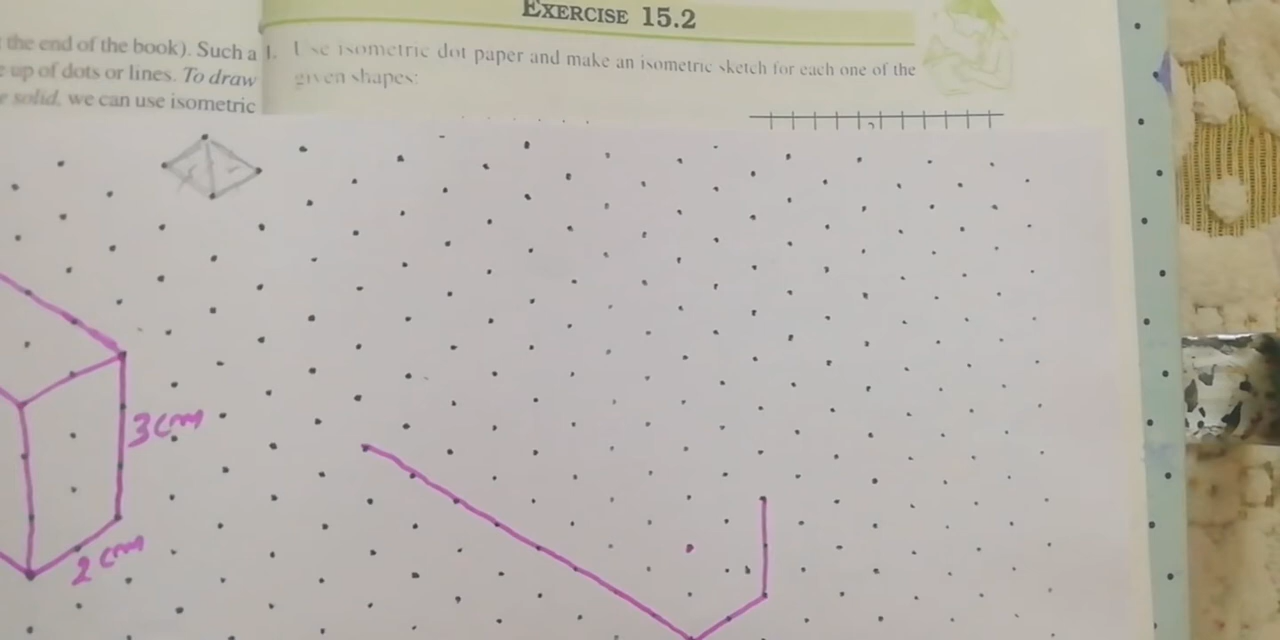 EXERCISE 15.2
the end of the book). Such a
up of dots or lines. To draw
solid, we can use isometric
1. Use isometric dot paper and make an isometric sketch for each one of the
given shapes:
3cm
2cm